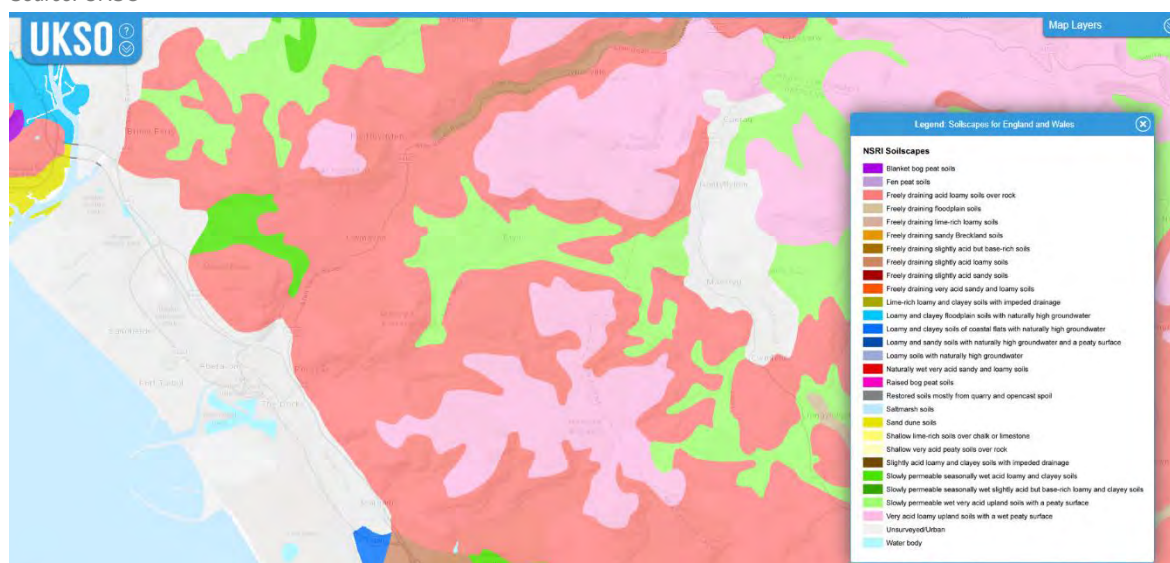 UKSO
?
Map Layers
Legend: Soilscapes for England and Wales
NSRI Soilscapes
Blanket bog peat soils
Fen peat soils
Freely draining acid loamy soils over rock
Freely draining floodplain soils
Freely draining lime-rich loamy soils
Freely draining sandy Breckland soils
Freely draining slightly acid but base-rich soils
Freely draining slightly acid loamy soils
Freely draining slightly acid sandy soils
Freely draining very acid sandy and loamy soils
Lime-rich loamy and clayey soils with impeded drainage
Loamy and clayey floodplain soils with naturally high groundwater
Loamy and clayey soils of coastal flats with naturally high groundwater
Loamy and sandy soils with naturally high groundwater and a peaty surface
Loamy soils with naturally high groundwater
Naturally wet very acid sandy and loamy soils
Raised bog peat soils
Restored soils mostly from quarry and opencast spoil
Saltmarsh soils
Sand dune soils
Shallow lime-rich soils over chalk or limestone
Shallow very acid peaty soils over rock
Slightly acid loamy and clayey soils with impeded drainage
Slowly permeable seasonally wet acid loamy and clayey soils
Slowly permeable seasonally wet slightly acid but base-rich loamy and clayey soils
Slowly permeable wet very acid upland soils with a peaty surface
Very acid loamy upland soils with a wet peaty surface
Unsurveyed/Urban
Water body